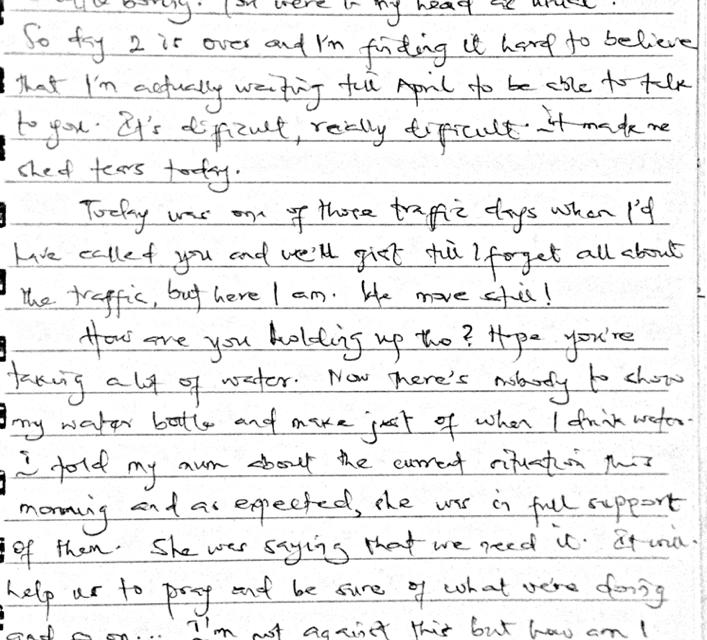 boring. You were in my head as usual.
So day 2 is over and I'm finding it hard to believe
that I'm actually waiting till April to be able to talk
to you. It's difficult, really difficult. It made me
shed tears today.
Today was one of those traffic days when I'd
have called you and we'll gist till I forget all about
the traffic, but here I am. We move still!
How are you holding up tho? Hope you're
taking a lot of water. Now there's nobody to show
my water bottle and make jest of when I drink water.
I told my mum about the current situation this
morning and as expected, she was in full support
of them. She was saying that we need it. It will
help us to pray and be sure of what we're doing
and so on... I'm not against this but how can I